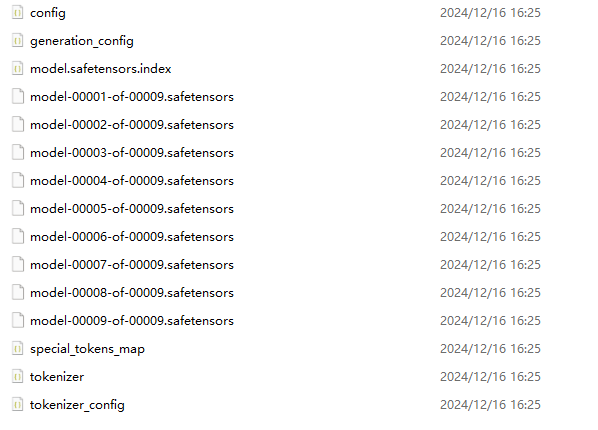 config 2024/12/16 16:25
generation_config 2024/12/16 16:25
model.safetensors.index 2024/12/16 16:25
model-00001-of-00009.safetensors 2024/12/16 16:25
model-00002-of-00009.safetensors 2024/12/16 16:25
model-00003-of-00009.safetensors 2024/12/16 16:25
model-00004-of-00009.safetensors 2024/12/16 16:25
model-00005-of-00009.safetensors 2024/12/16 16:25
model-00006-of-00009.safetensors 2024/12/16 16:25
model-00007-of-00009.safetensors 2024/12/16 16:25
model-00008-of-00009.safetensors 2024/12/16 16:25
model-00009-of-00009.safetensors 2024/12/16 16:25
special_tokens_map 2024/12/16 16:25
tokenizer 2024/12/16 16:25
tokenizer_config 2024/12/16 16:25